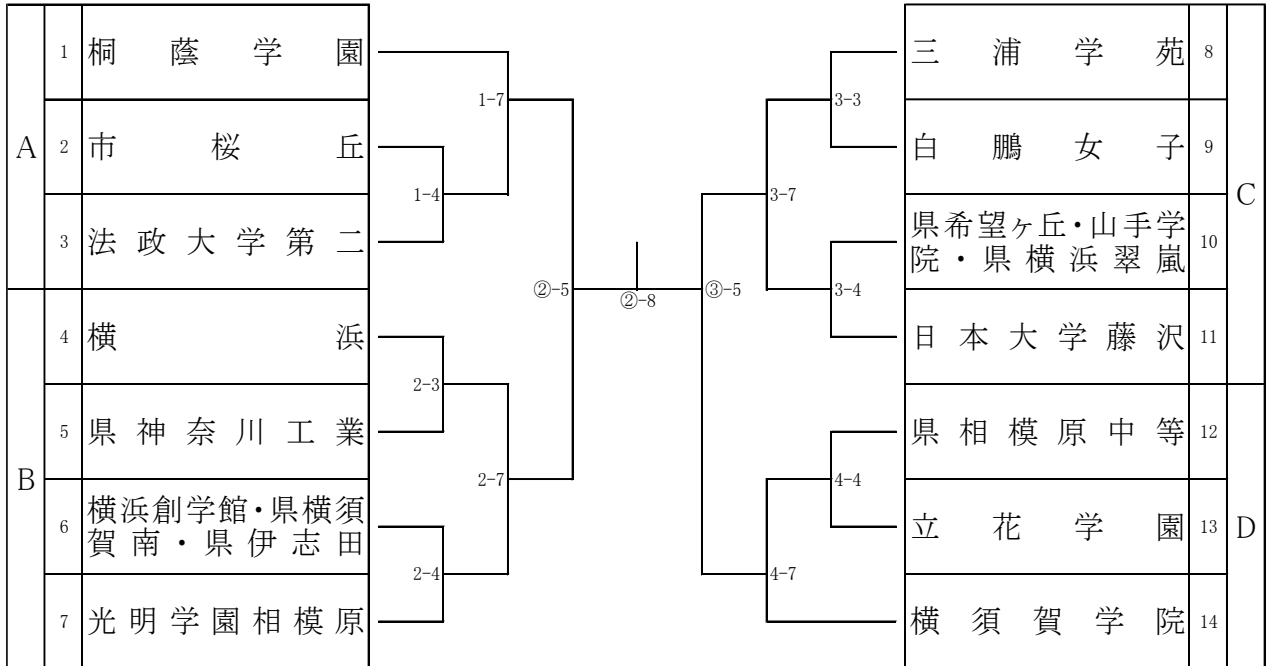 A
1 桐蔭学園
2 市桜丘
3 法政大学第二
B
4 横浜
5 県神奈川工業
6 横浜創学館・県横須
賀南・県伊志田
7 光明学園相模原
1-7
1-4
2-3
2-7
2-4
②-5
②-8
③-5
3-3
3-7
3-4
4-4
4-7
C
三浦学苑 8
白鵬女子 9
県希望ヶ丘・山手学
院・県横浜翠嵐 10
日本大学藤沢 11
D
県相模原中等 12
立花学園 13
横須賀学院 14